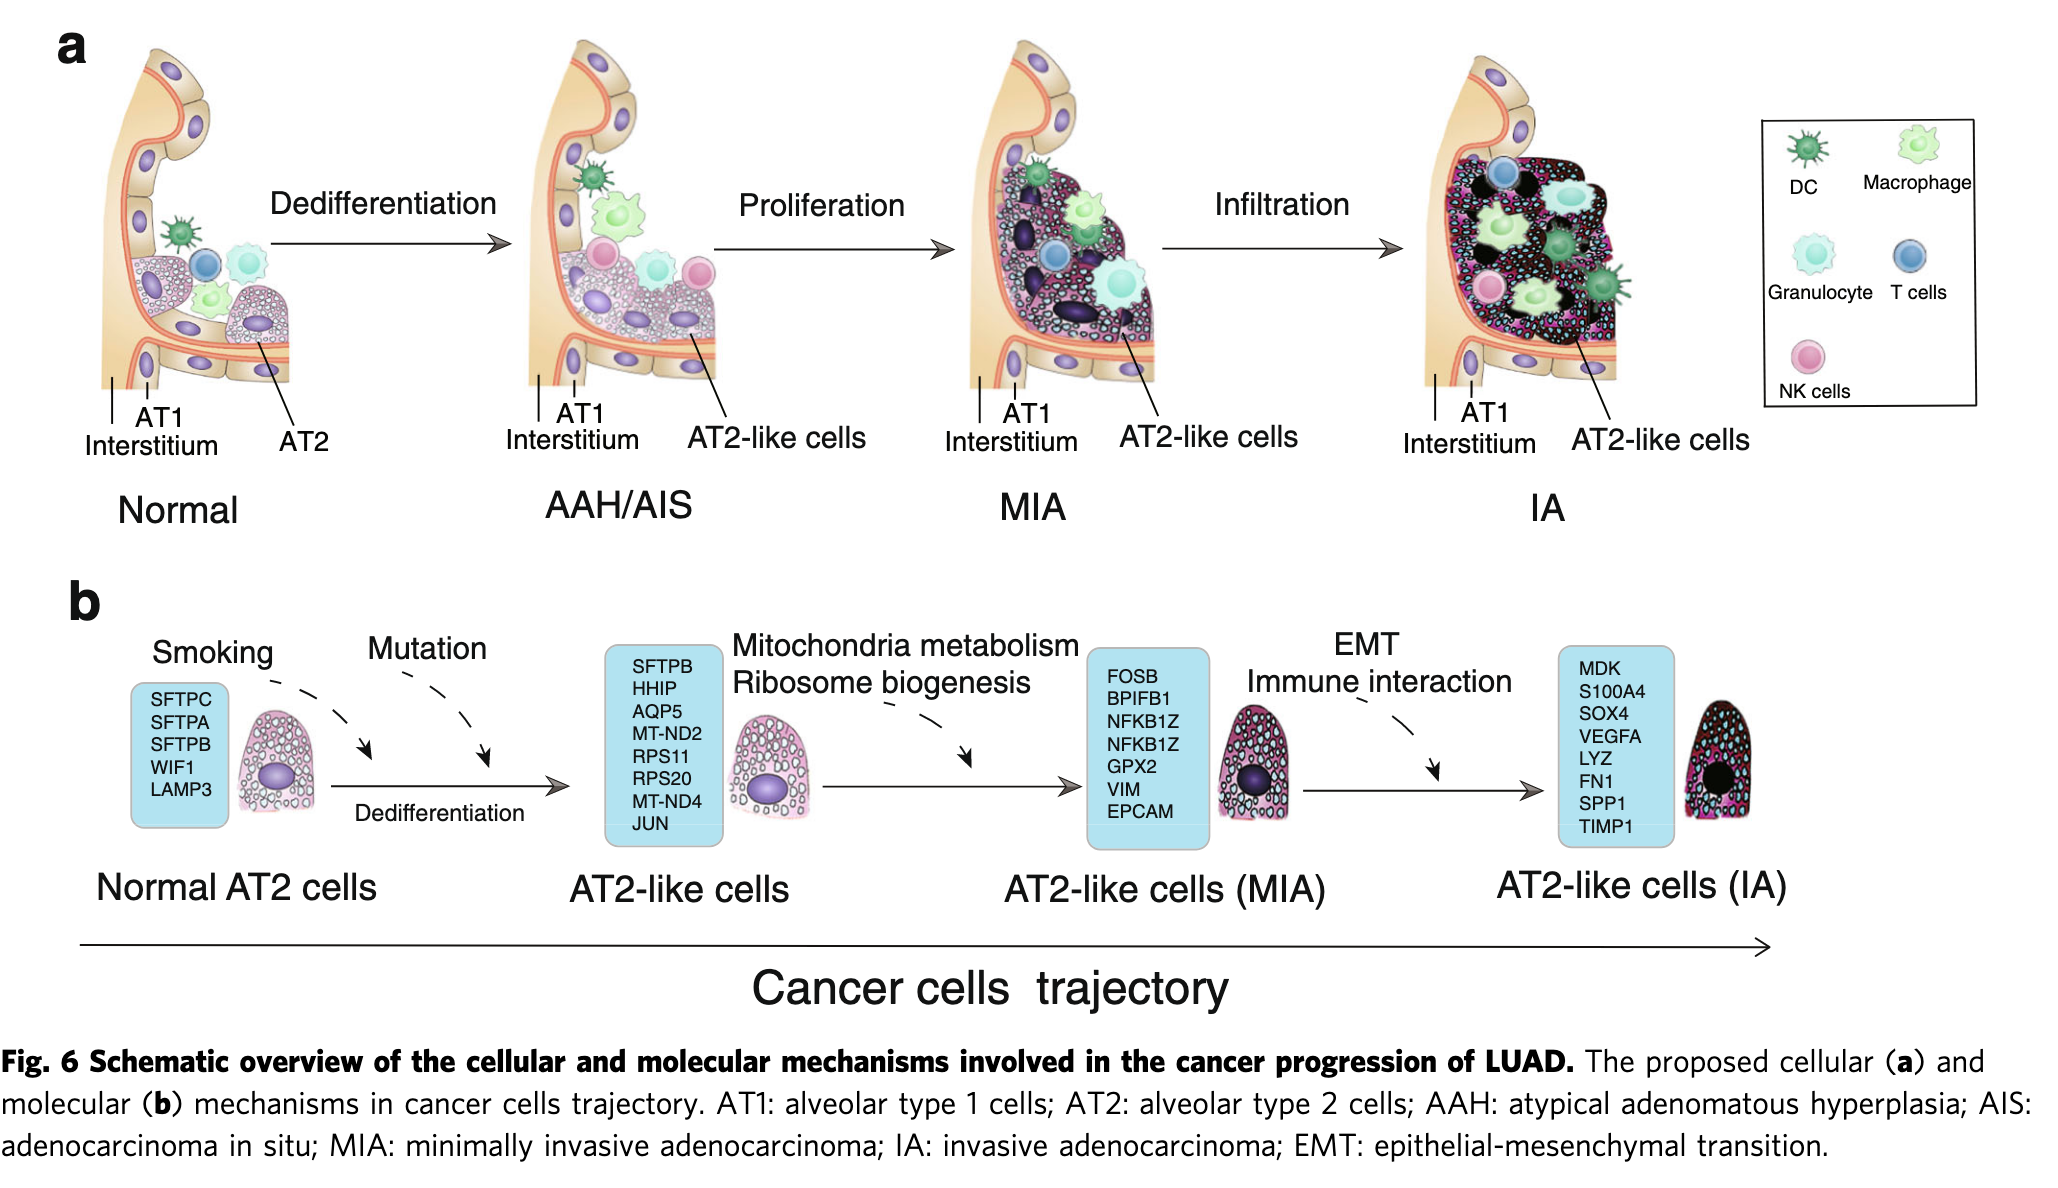 a
Dedifferentiation
Proliferation
Infiltration
DC
Macrophage
Granulocyte
T cells
NK cells
AT1
Interstitium
AT2
AT1
Interstitium
AT2-like cells
AT1
Interstitium
AT2-like cells
AT1
Interstitium
AT2-like cells
Normal
AAH/AIS
MIA
IA
b
Smoking
Mutation
SFTPC
SFTPA
SFTPB
WIF1
LAMP3
Dedifferentiation
SFTPB
HHIP
AQP5
MT-ND2
RPS11
RPS20
MT-ND4
JUN
Mitochondria metabolism
Ribosome biogenesis
FOSB
BPIFB1
NFKB1Z
NFKB1Z
GPX2
VIM
EPCAM
EMT
Immune interaction
MDK
S100A4
SOX4
VEGFA
LYZ
FN1
SPP1
TIMP1
Normal AT2 cells
AT2-like cells
AT2-like cells (MIA)
AT2-like cells (IA)
Cancer cells trajectory
Fig. 6 Schematic overview of the cellular and molecular mechanisms involved in the cancer progression of LUAD. The proposed cellular (a) and
molecular (b) mechanisms in cancer cells trajectory. AT1: alveolar type 1 cells; AT2: alveolar type 2 cells; AAH: atypical adenomatous hyperplasia; AIS:
adenocarcinoma in situ; MIA: minimally invasive adenocarcinoma; IA: invasive adenocarcinoma; EMT: epithelial-mesenchymal transition.